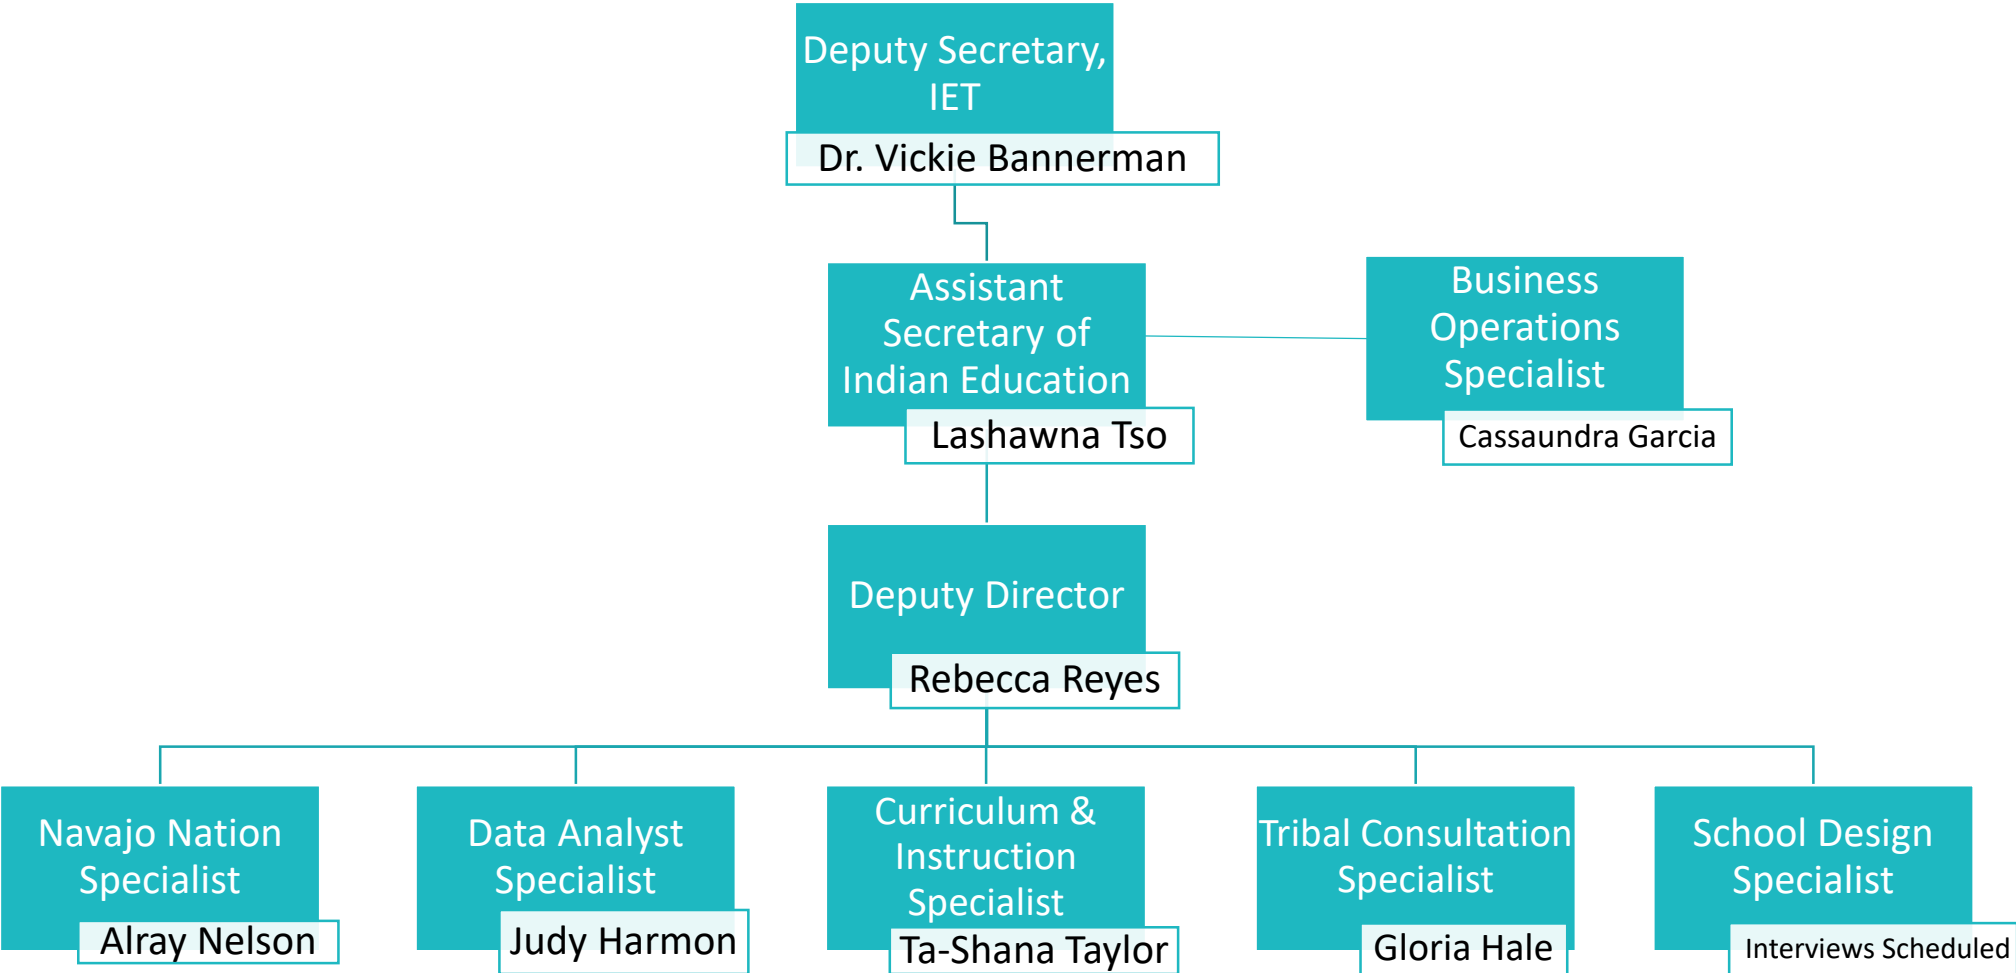 Deputy Secretary,
IET
Dr. Vickie Bannerman
Assistant
Secretary of
Indian Education
Lashawna Tso
Business
Operations
Specialist
Cassaundra Garcia
Deputy Director
Rebecca Reyes
Navajo Nation
Specialist
Alray Nelson
Data Analyst
Specialist
Judy Harmon
Curriculum &
Instruction
Specialist
Ta-Shana Taylor
Tribal Consultation
Specialist
Gloria Hale
School Design
Specialist
Interviews Scheduled